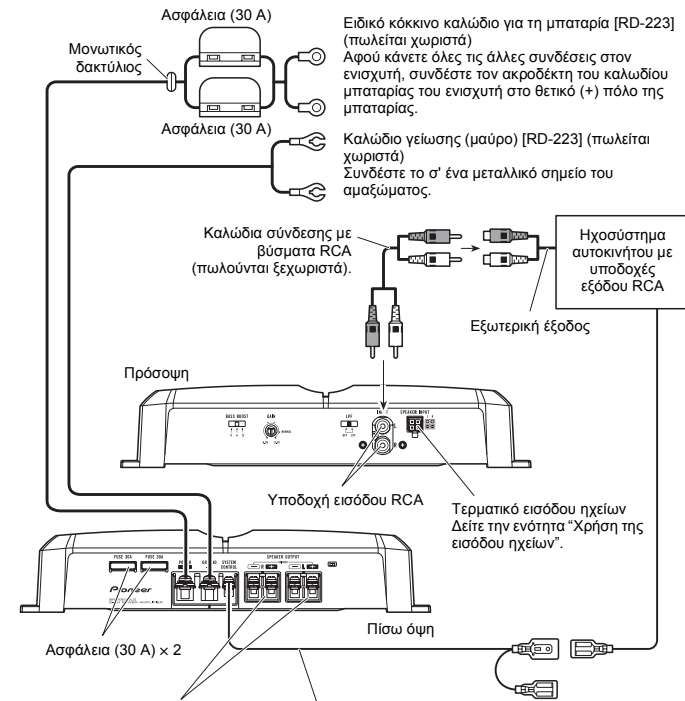 Ασφάλεια (30 A)
Μονωτικός
δακτύλιος
Ασφάλεια (30 A)
Ειδικό κόκκινο καλώδιο για τη μπαταρία [RD-223]
(πωλείται χωριστά)
Αφού κάνετε όλες τις άλλες συνδέσεις στον
ενισχυτή, συνδέστε τον ακροδέκτη του καλωδίου
μπαταρίας του ενισχυτή στο θετικό (+) πόλο της
μπαταρίας.
Καλώδιο γείωσης (μαύρο) [RD-223] (πωλείται
χωριστά)
Συνδέστε το σ' ένα μεταλλικό σημείο του
αμαξώματος.
Καλώδια σύνδεσης με
βύσματα RCA
(πωλούνται ξεχωριστά).
Ηχοσύστημα
αυτοκινήτου με
υποδοχές
εξόδου RCA
Εξωτερική έξοδος
Πρόσοψη
BASS BOOST
GAIN
NORMAL
LPF
SPEAKER INPUT
L
R
Υποδοχή εισόδου RCA
Τερματικό εισόδου ηχείων
Δείτε την ενότητα “Χρήση της
εισόδου ηχείων”.
FUSE 30A
FUSE 30A
GROUND
SYSTEM
CONTROL
SPEAKER OUTPUT
R
L
Pioneer
Πίσω όψη
Ασφάλεια (30 A) × 2